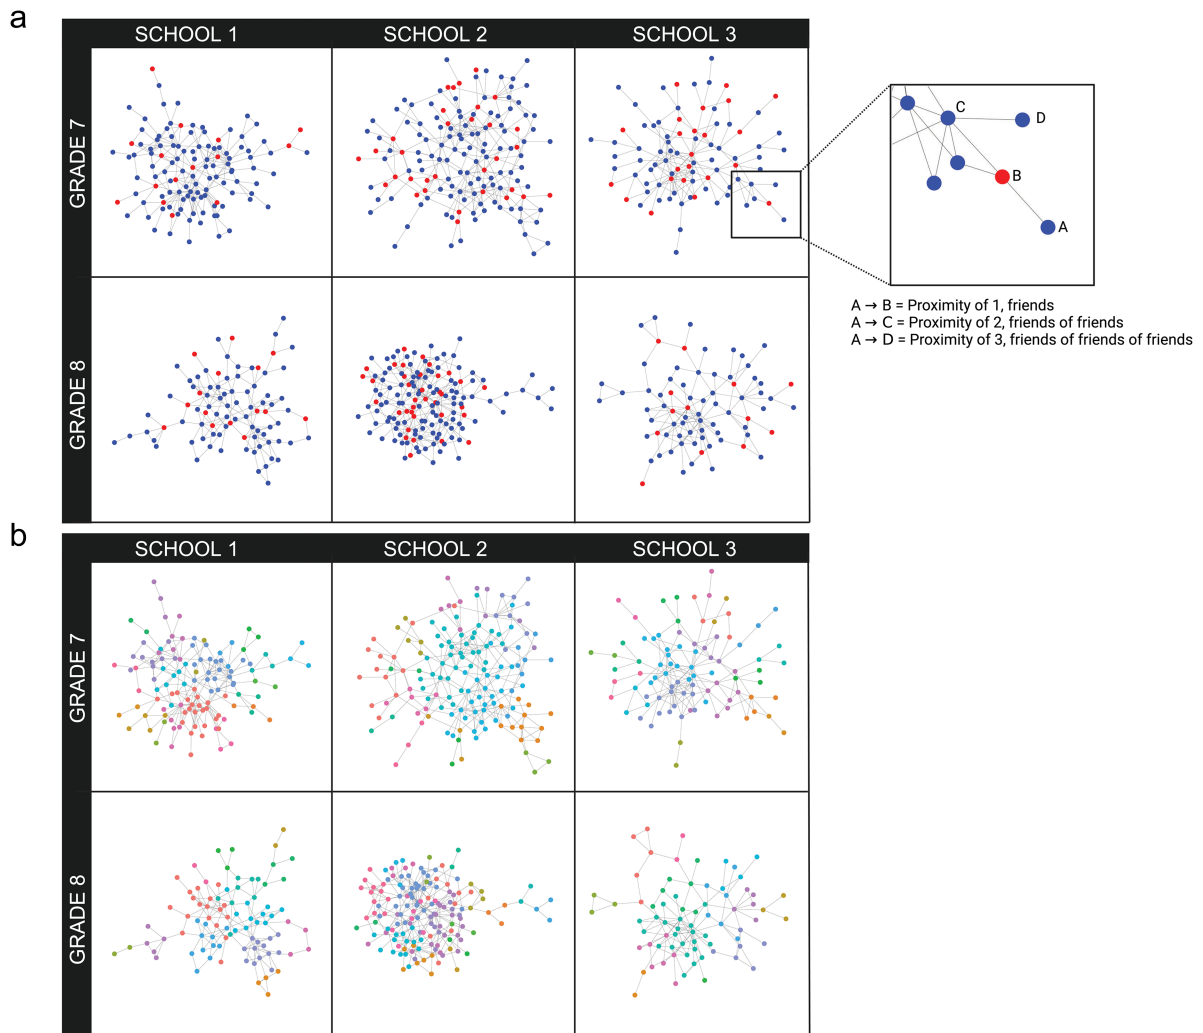 a
SCHOOL 1 SCHOOL 2 SCHOOL 3
GRADE 7
C
D
B
A
A → B = Proximity of 1, friends
A → C = Proximity of 2, friends of friends
A → D = Proximity of 3, friends of friends of friends
GRADE 8
b
SCHOOL 1 SCHOOL 2 SCHOOL 3
GRADE 7
GRADE 8